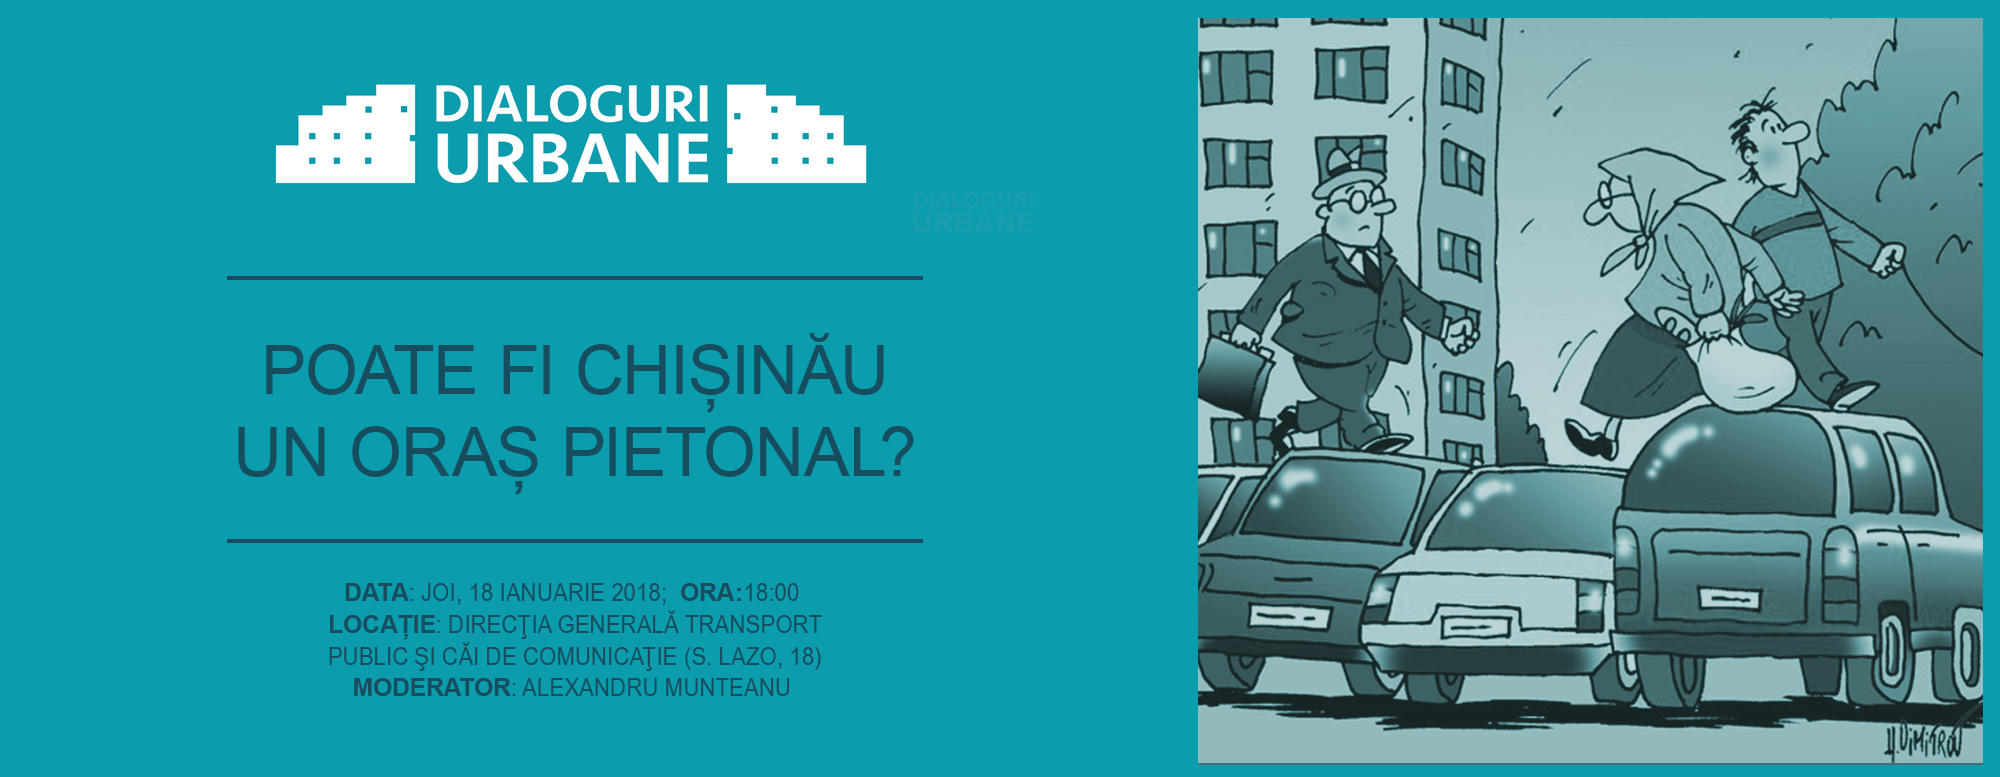 DIALOGURI
URBANE
DIALOGURI
URBANE
POATE FI CHIȘINĂU
UN ORAȘ PIETONAL?
DATA: JOI, 18 IANUARIE 2018; ORA:18:00
LOCAȚIE: DIRECŢIA GENERALĂ TRANSPORT
PUBLIC ŞI CĂI DE COMUNICAŢIE (S. LAZO, 18)
MODERATOR: ALEXANDRU MUNTEANU
H.DiMiTROV